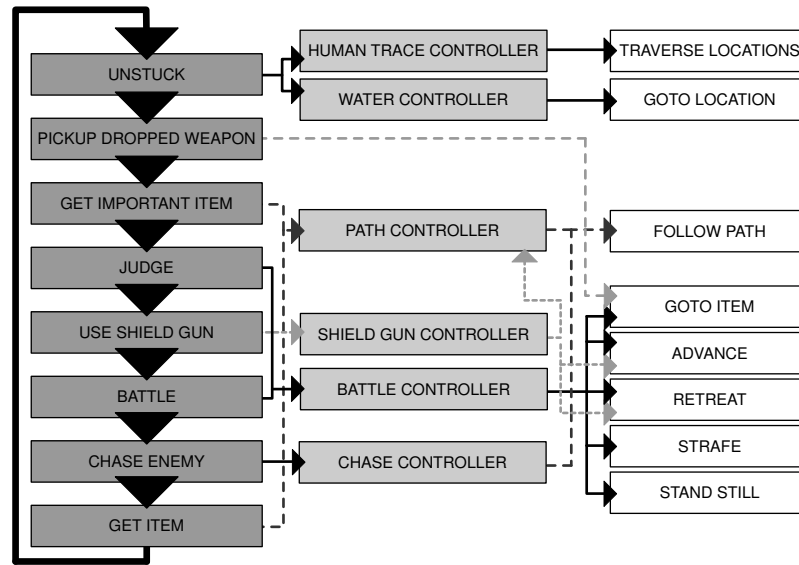 UNSTUCK
PICKUP DROPPED WEAPON
GET IMPORTANT ITEM
JUDGE
USE SHIELD GUN
BATTLE
CHASE ENEMY
GET ITEM
HUMAN TRACE CONTROLLER
WATER CONTROLLER
PATH CONTROLLER
SHIELD GUN CONTROLLER
BATTLE CONTROLLER
CHASE CONTROLLER
TRAVERSE LOCATIONS
GOTO LOCATION
FOLLOW PATH
GOTO ITEM
ADVANCE
RETREAT
STRAFE
STAND STILL